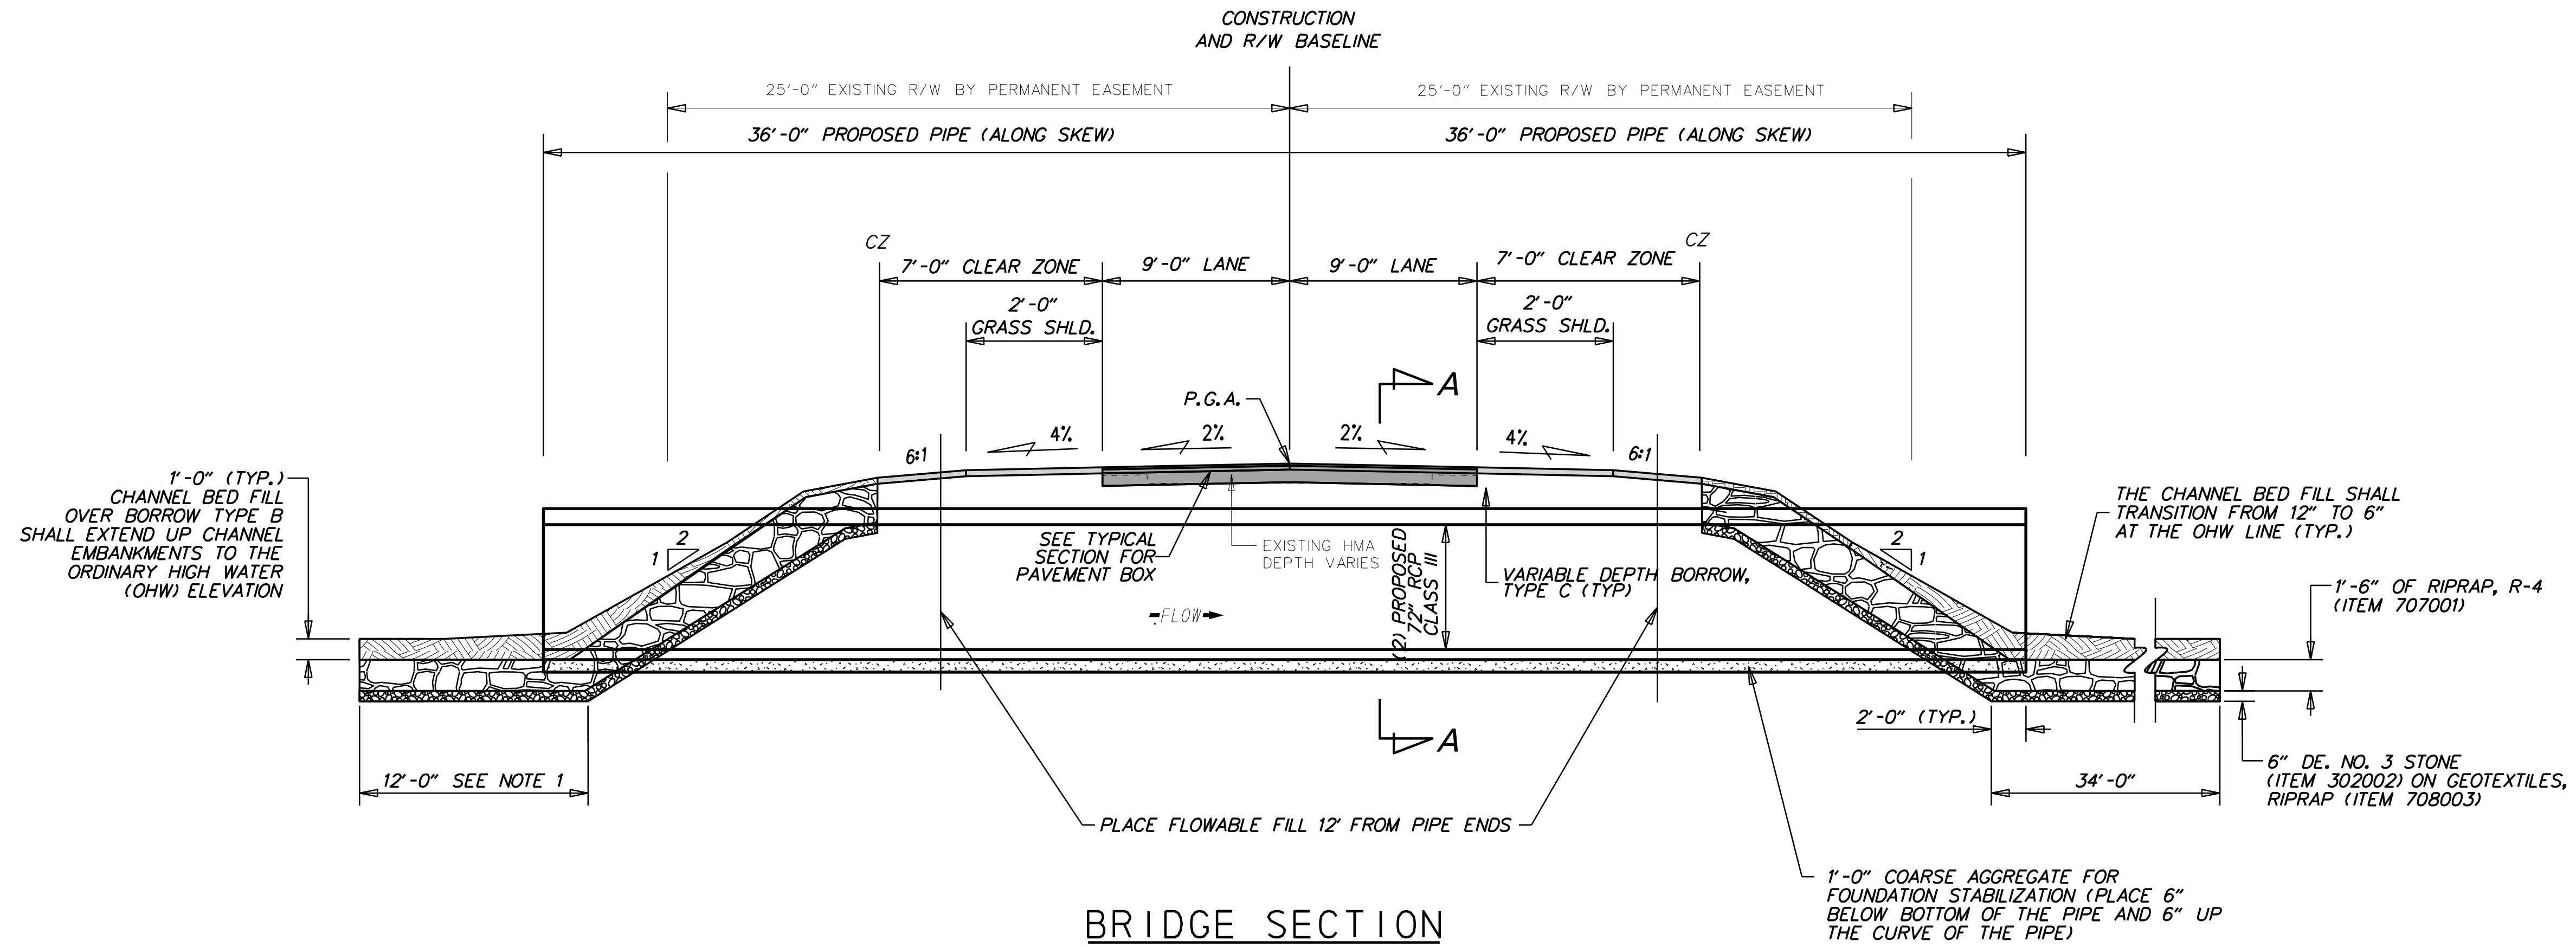 CONSTRUCTION
AND R/W BASELINE
25'-0" EXISTING R/W BY PERMANENT EASEMENT
25'-0" EXISTING R/W BY PERMANENT EASEMENT
36'-0" PROPOSED PIPE (ALONG SKEW)
36'-0" PROPOSED PIPE (ALONG SKEW)
CZ
CZ
7'-0" CLEAR ZONE
9'-0" LANE
9'-0" LANE
7'-0" CLEAR ZONE
2'-0"
GRASS SHLD.
2'-0"
GRASS SHLD.
A
P.G.A.
6:1
4%
2%
2%
4%
6:1
1'-0" (TYP.)
CHANNEL BED FILL
OVER BORROW TYPE B
SHALL EXTEND UP CHANNEL
EMBANKMENTS TO THE
ORDINARY HIGH WATER
(OHW) ELEVATION
2
1
SEE TYPICAL
SECTION FOR
PAVEMENT BOX
EXISTING HMA
DEPTH VARIES
(2) PROPOSED
72" RCP
CLASS III
VARIABLE DEPTH BORROW,
TYPE C (TYP)
2
1
THE CHANNEL BED FILL SHALL
TRANSITION FROM 12" TO 6"
AT THE OHW LINE (TYP.)
FLOW
1'-6" OF RIPRAP, R-4
(ITEM 707001)
2'-0" (TYP.)
A
12'-0" SEE NOTE 1
34'-0"
6" DE. NO. 3 STONE
(ITEM 302002) ON GEOTEXTILES,
RIPRAP (ITEM 708003)
PLACE FLOWABLE FILL 12' FROM PIPE ENDS
1'-0" COARSE AGGREGATE FOR
FOUNDATION STABILIZATION (PLACE 6"
BELOW BOTTOM OF THE PIPE AND 6" UP
THE CURVE OF THE PIPE)
BRIDGE SECTION